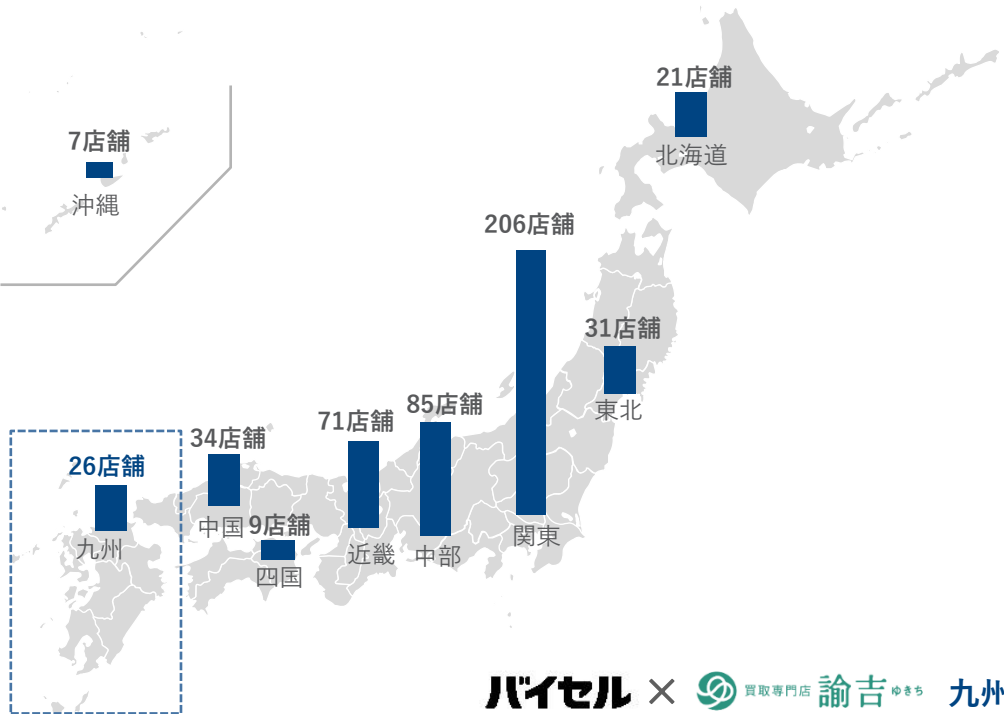 21店舗
北海道
7店舗
沖縄
206店舗
31店舗
東北
85店舗
中部
71店舗
近畿
関東
34店舗
中国
9店舗
四国
26店舗
九州
バイセル × 買取専門店 諭吉 ゆきち 九州